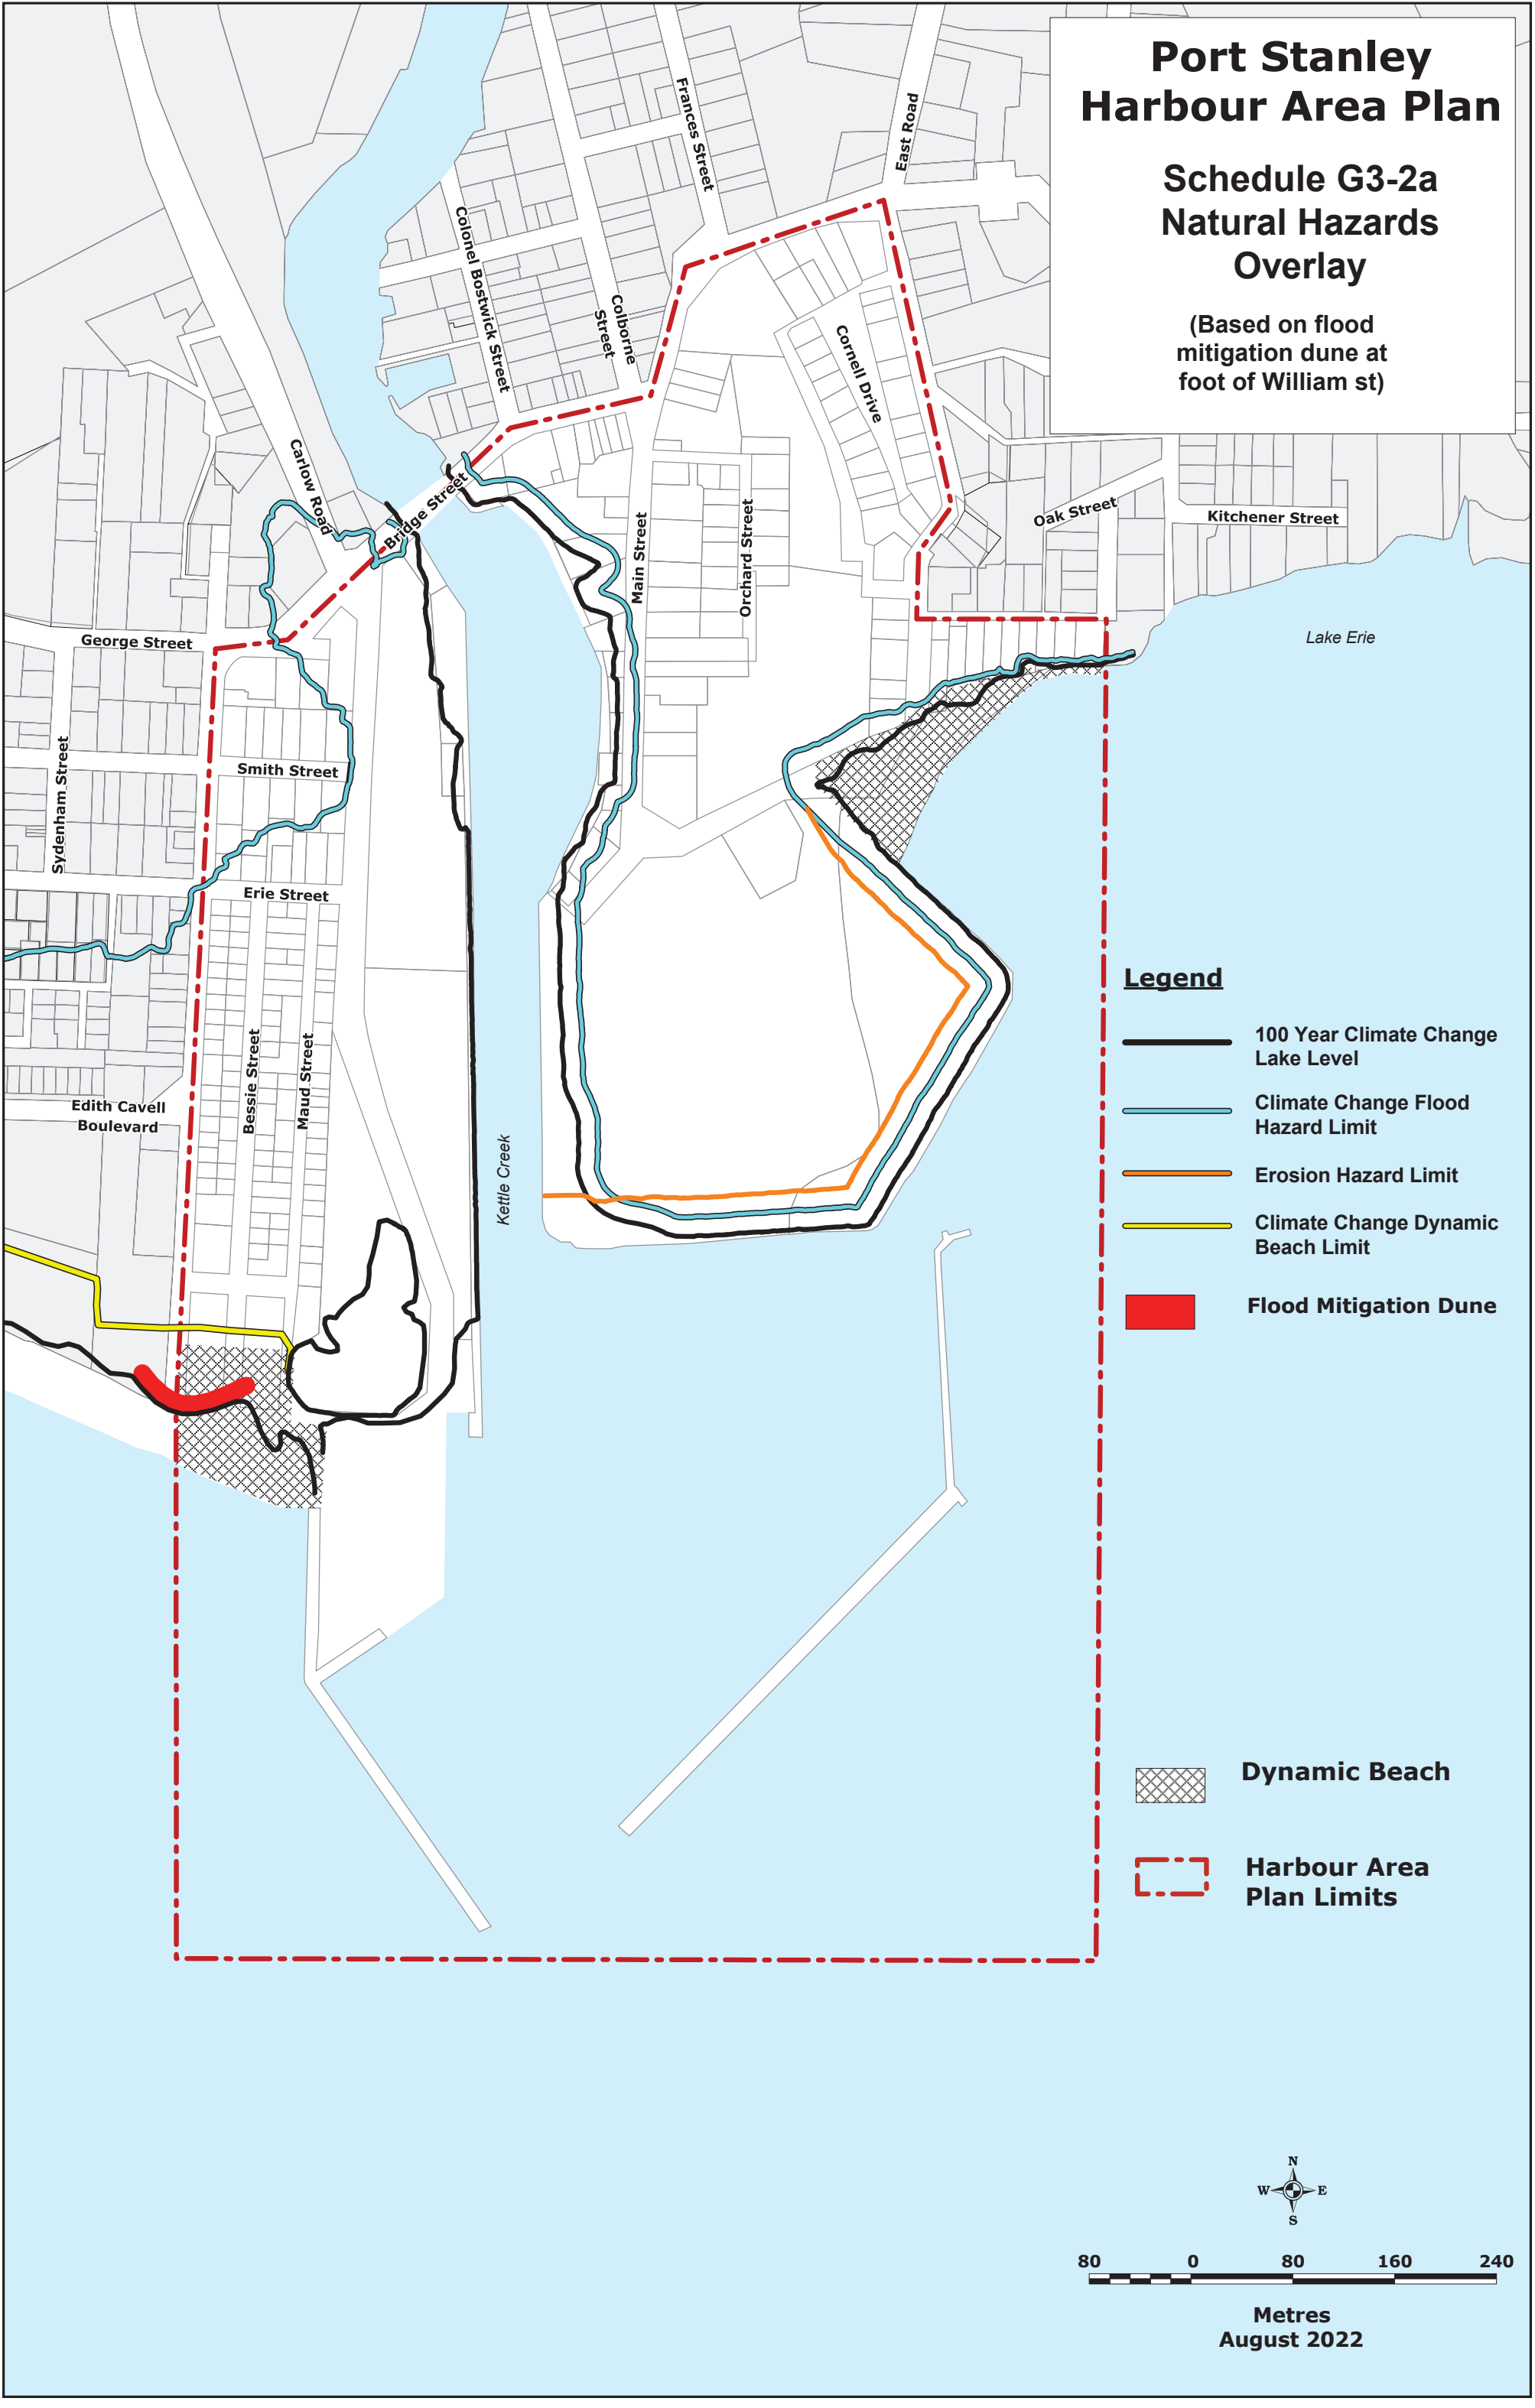 Port Stanley
Harbour Area Plan
Schedule G3-2a
Natural Hazards
Overlay
(Based on flood
mitigation dune at
foot of William st)
Frances Street
East Road
Colonel Bostwick Street
Colborne
Street
Cornell Drive
Carlow Road
Bridge Street
Main Street
Orchard Street
Oak Street
Kitchener Street
George Street
Lake Erie
Sydenham Street
Smith Street
Erie Street
Bessie Street
Maud Street
Edith Cavell
Boulevard
Kettle Creek
Legend
100 Year Climate Change
Lake Level
Climate Change Flood
Hazard Limit
Erosion Hazard Limit
Climate Change Dynamic
Beach Limit
Flood Mitigation Dune
Dynamic Beach
Harbour Area
Plan Limits
N
W E
S
80 0 80 160 240
Metres
August 2022